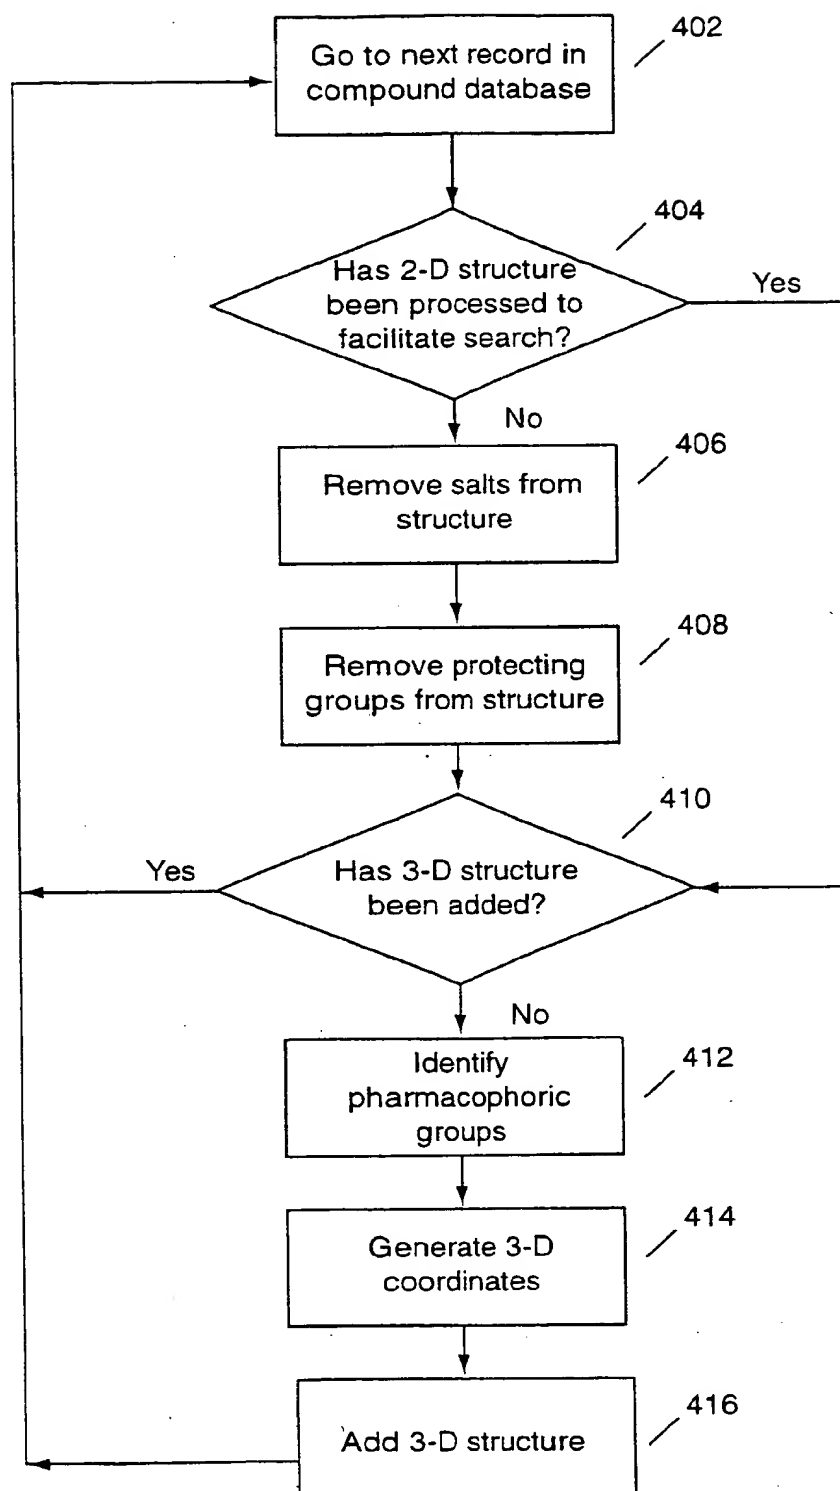 Go to next record in
compound database
402
Has 2-D structure
been processed to
facilitate search?
404
Yes
No
Remove salts from
structure
406
Remove protecting
groups from structure
408
Has 3-D structure
been added?
410
Yes
No
Identify
pharmacophoric
groups
412
Generate 3-D
coordinates
414
Add 3-D structure
416